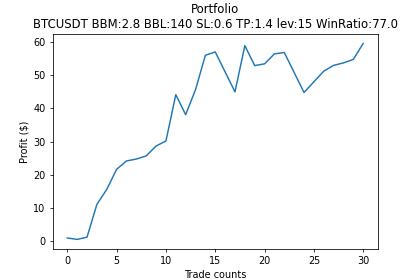 Portfolio
BTCUSDT BBM:2.8 BBL:140 SL:0.6 TP:1.4 lev:15 WinRatio:77.0
60
50
40
30
20
10
0
Profit ($)
0 5 10 15 20 25 30
Trade counts